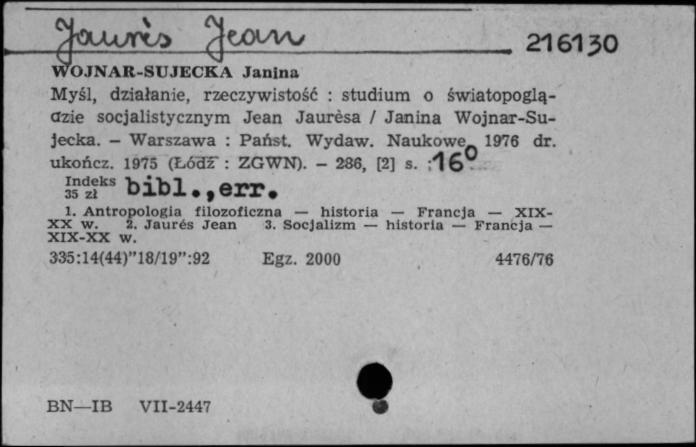 Jaurès Jean
216130
WOJNAR-SUJECKA Janina
Myśl, działanie, rzeczywistość : studium o światopoglą-
dzie socjalistycznym Jean Jaurèsa / Janina Wojnar-Su-
jecka. — Warszawa : Państ. Wydaw. Naukowe, 1976 dr.
ukończ. 1975 (Łódź : ZGWN). — 286, [2] s. ; 16°
Indeks bibl., err.
35 zł
1. Antropologia filozoficzna — historia — Francja — XIX-
XX w. 2. Jaurés Jean 3. Socjalizm — historia — Francja —
XIX-XX w.
335:14(44)"18/19":92 Egz. 2000 4476/76
BN—IB VII-2447